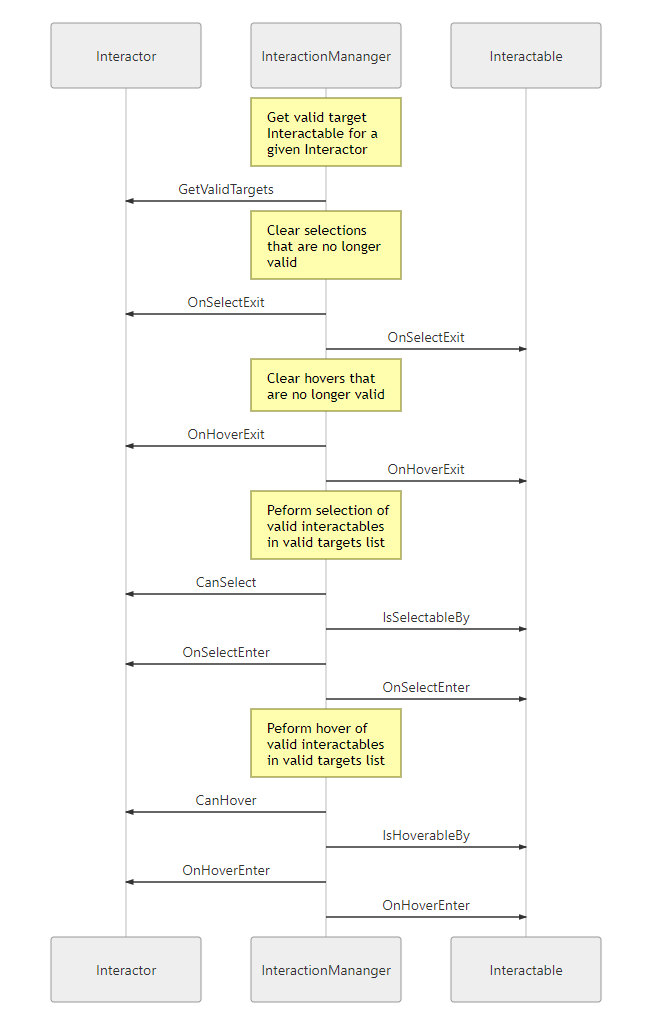 Interactor
InteractionMananger
Interactable
Get valid target
Interactable for a
given Interactor
GetValidTargets
Clear selections
that are no longer
valid
OnSelectExit
OnSelectExit
Clear hovers that
are no longer valid
OnHoverExit
OnHoverExit
Peform selection of
valid interactables
in valid targets list
CanSelect
IsSelectableBy
OnSelectEnter
OnSelectEnter
Peform hover of
valid interactables
in valid targets list
CanHover
IsHoverableBy
OnHoverEnter
OnHoverEnter
Interactor
InteractionMananger
Interactable